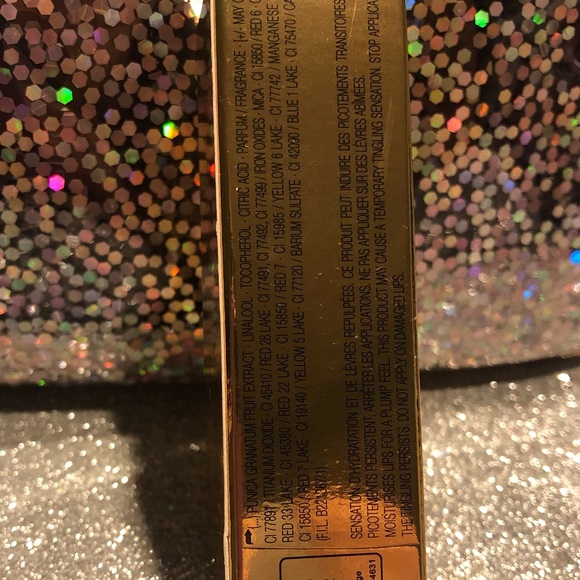 PUNICA GRANATUM FRUIT EXTRACT · LINALOOL · TOCOPHEROL · CITRIC ACID · PARFUM / FRAGRANCE · [+/- MAY
CI 77891 / TITANIUM DIOXIDE · CI 45410 / RED 28 LAKE · CI 77491, CI 77492, CI 77499 / IRON OXIDES · MICA · CI 15850 / RED 6
RED 33 LAKE · CI 45380 / RED 22 LAKE · CI 15850 / RED 7 · CI 15985 / YELLOW 6 LAKE · CI 77742 / MANGANESE
CI 15850 / RED 7 LAKE · CI 19140 / YELLOW 5 LAKE · CI 77120 / BARIUM SULFATE · CI 42090 / BLUE 1 LAKE · CI 75470 /
SENSATION D'HYDRATATION ET DE LÈVRES REPULPÉES. CE PRODUIT PEUT INDUIRE DES PICOTEMENTS TRANSITOIRES
PICOTEMENTS PERSISTENT ARRETER LES APPLICATIONS. NE PAS APPLIQUER SUR DES LÈVRES ABIMÉES.
MOISTURISES LIPS FOR A PLUMP FEEL. THIS PRODUCT MAY CAUSE A TEMPORARY TINGLING SENSATION. STOP
THE TINGLING PERSISTS. DO NOT APPLY ON DAMAGED LIPS.
-4631